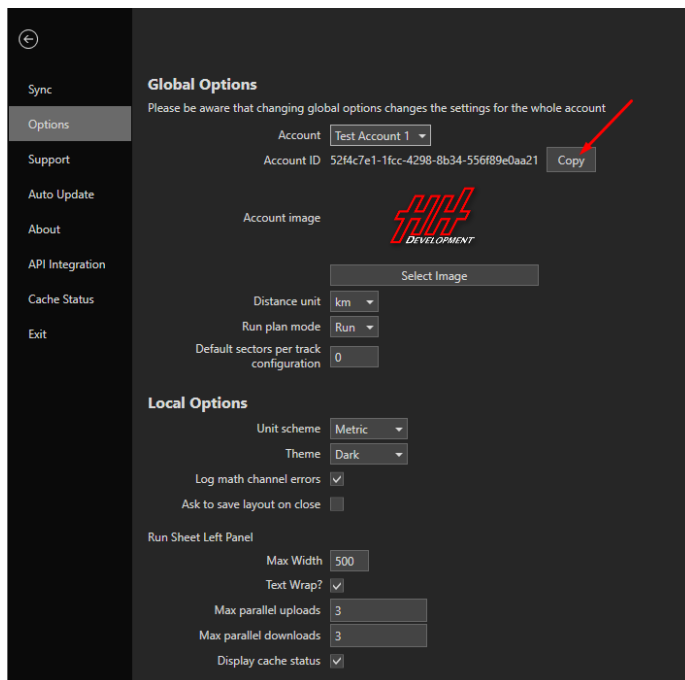 Sync
Options
Support
Auto Update
About
API Integration
Cache Status
Exit
Global Options
Please be aware that changing global options changes the settings for the whole account
Account Test Account 1
Account ID 52f4c7e1-1fcc-4298-8b34-556f89e0aa21 Copy
Account image
HH DEVELOPMENT
Select Image
Distance unit km
Run plan mode Run
Default sectors per track
configuration 0
Local Options
Unit scheme Metric
Theme Dark
Log math channel errors
Ask to save layout on close
Run Sheet Left Panel
Max Width 500
Text Wrap?
Max parallel uploads 3
Max parallel downloads 3
Display cache status